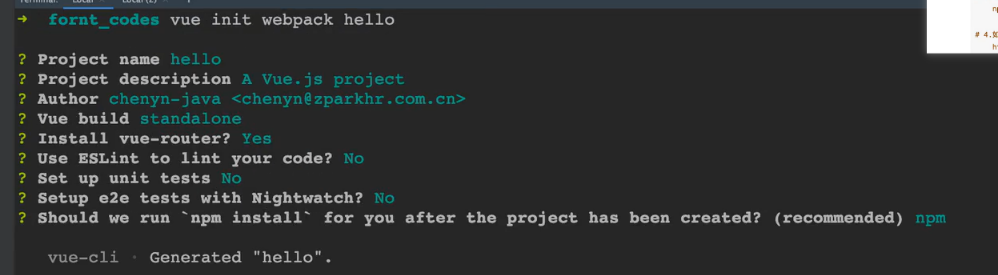 Terminal: Local Local(2)
→ fornt_codes vue init webpack hello
? Project name hello
? Project description A Vue.js project
? Author chenyn-java <chenyn@zparkhr.com.cn>
? Vue build standalone
? Install vue-router? Yes
? Use ESLint to lint your code? No
? Set up unit tests No
? Setup e2e tests with Nightwatch? No
? Should we run `npm install` for you after the project has been created? (recommended) npm
vue-cli · Generated "hello".
# 4.如